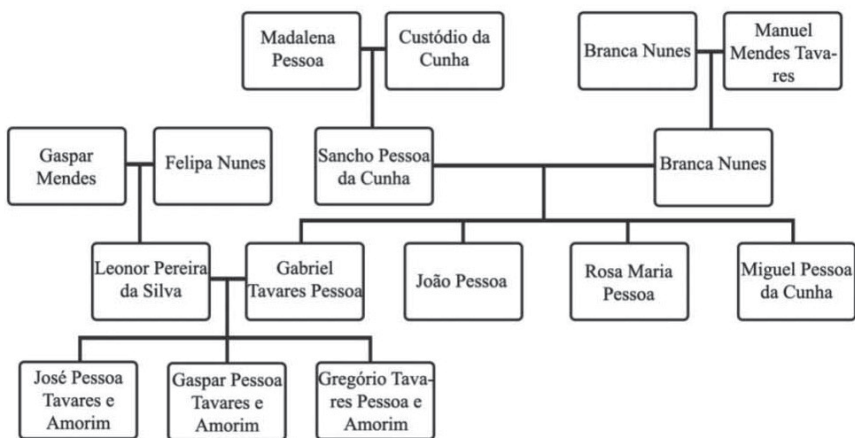 Madalena
Pessoa
Custódio da
Cunha
Branca Nunes
Manuel
Mendes Tava-
res
Gaspar
Mendes
Felipa Nunes
Sancho Pessoa
da Cunha
Branca Nunes
Leonor Pereira
da Silva
Gabriel
Tavares Pessoa
João Pessoa
Rosa Maria
Pessoa
Miguel Pessoa
da Cunha
José Pessoa
Tavares e
Amorim
Gaspar Pessoa
Tavares e
Amorim
Gregório Tava-
res Pessoa e
Amorim